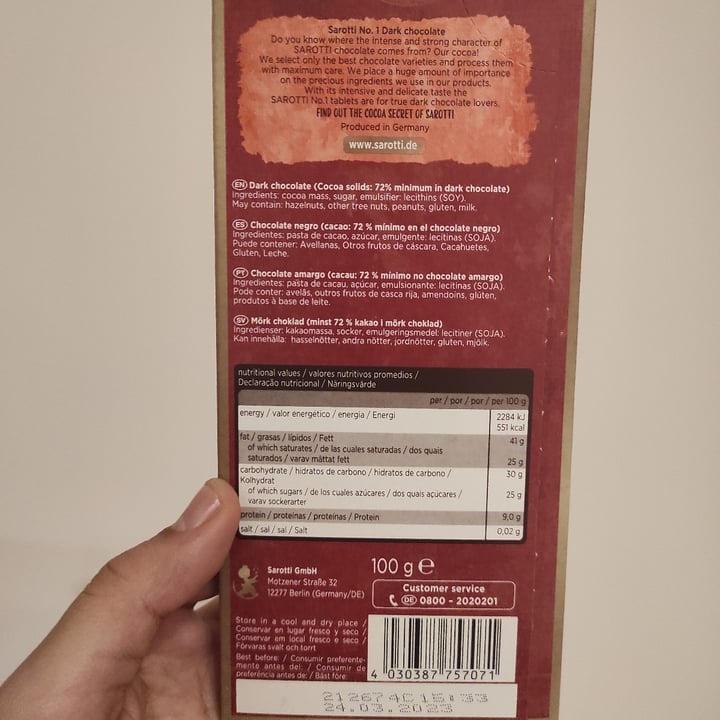 Sarotti No. 1 Dark chocolate
Do you know where the intense and strong character of
SAROTTI chocolate comes from? Our cocoa!
We select only the best chocolate varieties and process them
with maximum care. We place a huge amount of importance
on the precious ingredients we use in our products.
With its intensive and delicate taste the
SAROTTI No.1 tablets are for true dark chocolate lovers.
FIND OUT THE COCOA SECRET OF SAROTTI
Produced in Germany
www.sarotti.de
EN Dark chocolate (Cocoa solids: 72% minimum in dark chocolate)
Ingredients: cocoa mass, sugar, emulsifier: lecithins (SOY).
May contain: hazelnuts, other tree nuts, peanuts, gluten, milk.
ES Chocolate negro (cacao: 72 % mínimo en el chocolate negro)
Ingredientes: pasta de cacao, azúcar, emulgente: lecitinas (SOJA).
Puede contener: Avellanas, Otros frutos de cáscara, Cacahuetes,
Gluten, Leche.
PT Chocolate amargo (cacau: 72 % mínimo no chocolate amargo)
Ingredientes: pasta de cacau, açúcar, emulsionante: lecitinas (SOJA).
Pode conter: avelãs, outros frutos de casca rija, amendoins, glúten,
produtos à base de leite.
SV Mörk choklad (minst 72 % kakao i mörk choklad)
Ingredienser: kakaomassa, socker, emulgeringsmedel: lecitiner (SOJA).
Kan innehålla: hasselnötter, andra nötter, jordnötter, gluten, mjölk.
nutritional values / valores nutritivos promedios /
Declaração nutricional / Näringsvärde
per / por / por / per 100 g
energy / valor energético / energia / Energi 2284 kJ
551 kcal
fat / grasas / lípidos / Fett 41 g
of which saturates / de las cuales saturadas / dos quais
saturados / varav mättat fett 25 g
carbohydrate / hidratos de carbono / hidratos de carbono / 30 g
Kolhydrat
of which sugars / de los cuales azúcares / dos quais açúcares / 25 g
varav sockerarter
protein / proteínas / proteínas / Protein 9,0 g
salt / sal / sal / Salt 0,02 g
Sarotti GmbH
Motzener Straße 32
12277 Berlin (Germany/DE)
100 g ℮
Customer service
DE 0800 - 2020201
Store in a cool and dry place /
Conservar en lugar fresco y seco /
Conservar em local fresco e seco /
Förvaras svalt och torrt
Best before: / Consumir preferente-
mente antes del: / Consumir de
preferência antes de: / Bäst före:
4 030387 757071
24.03.2023